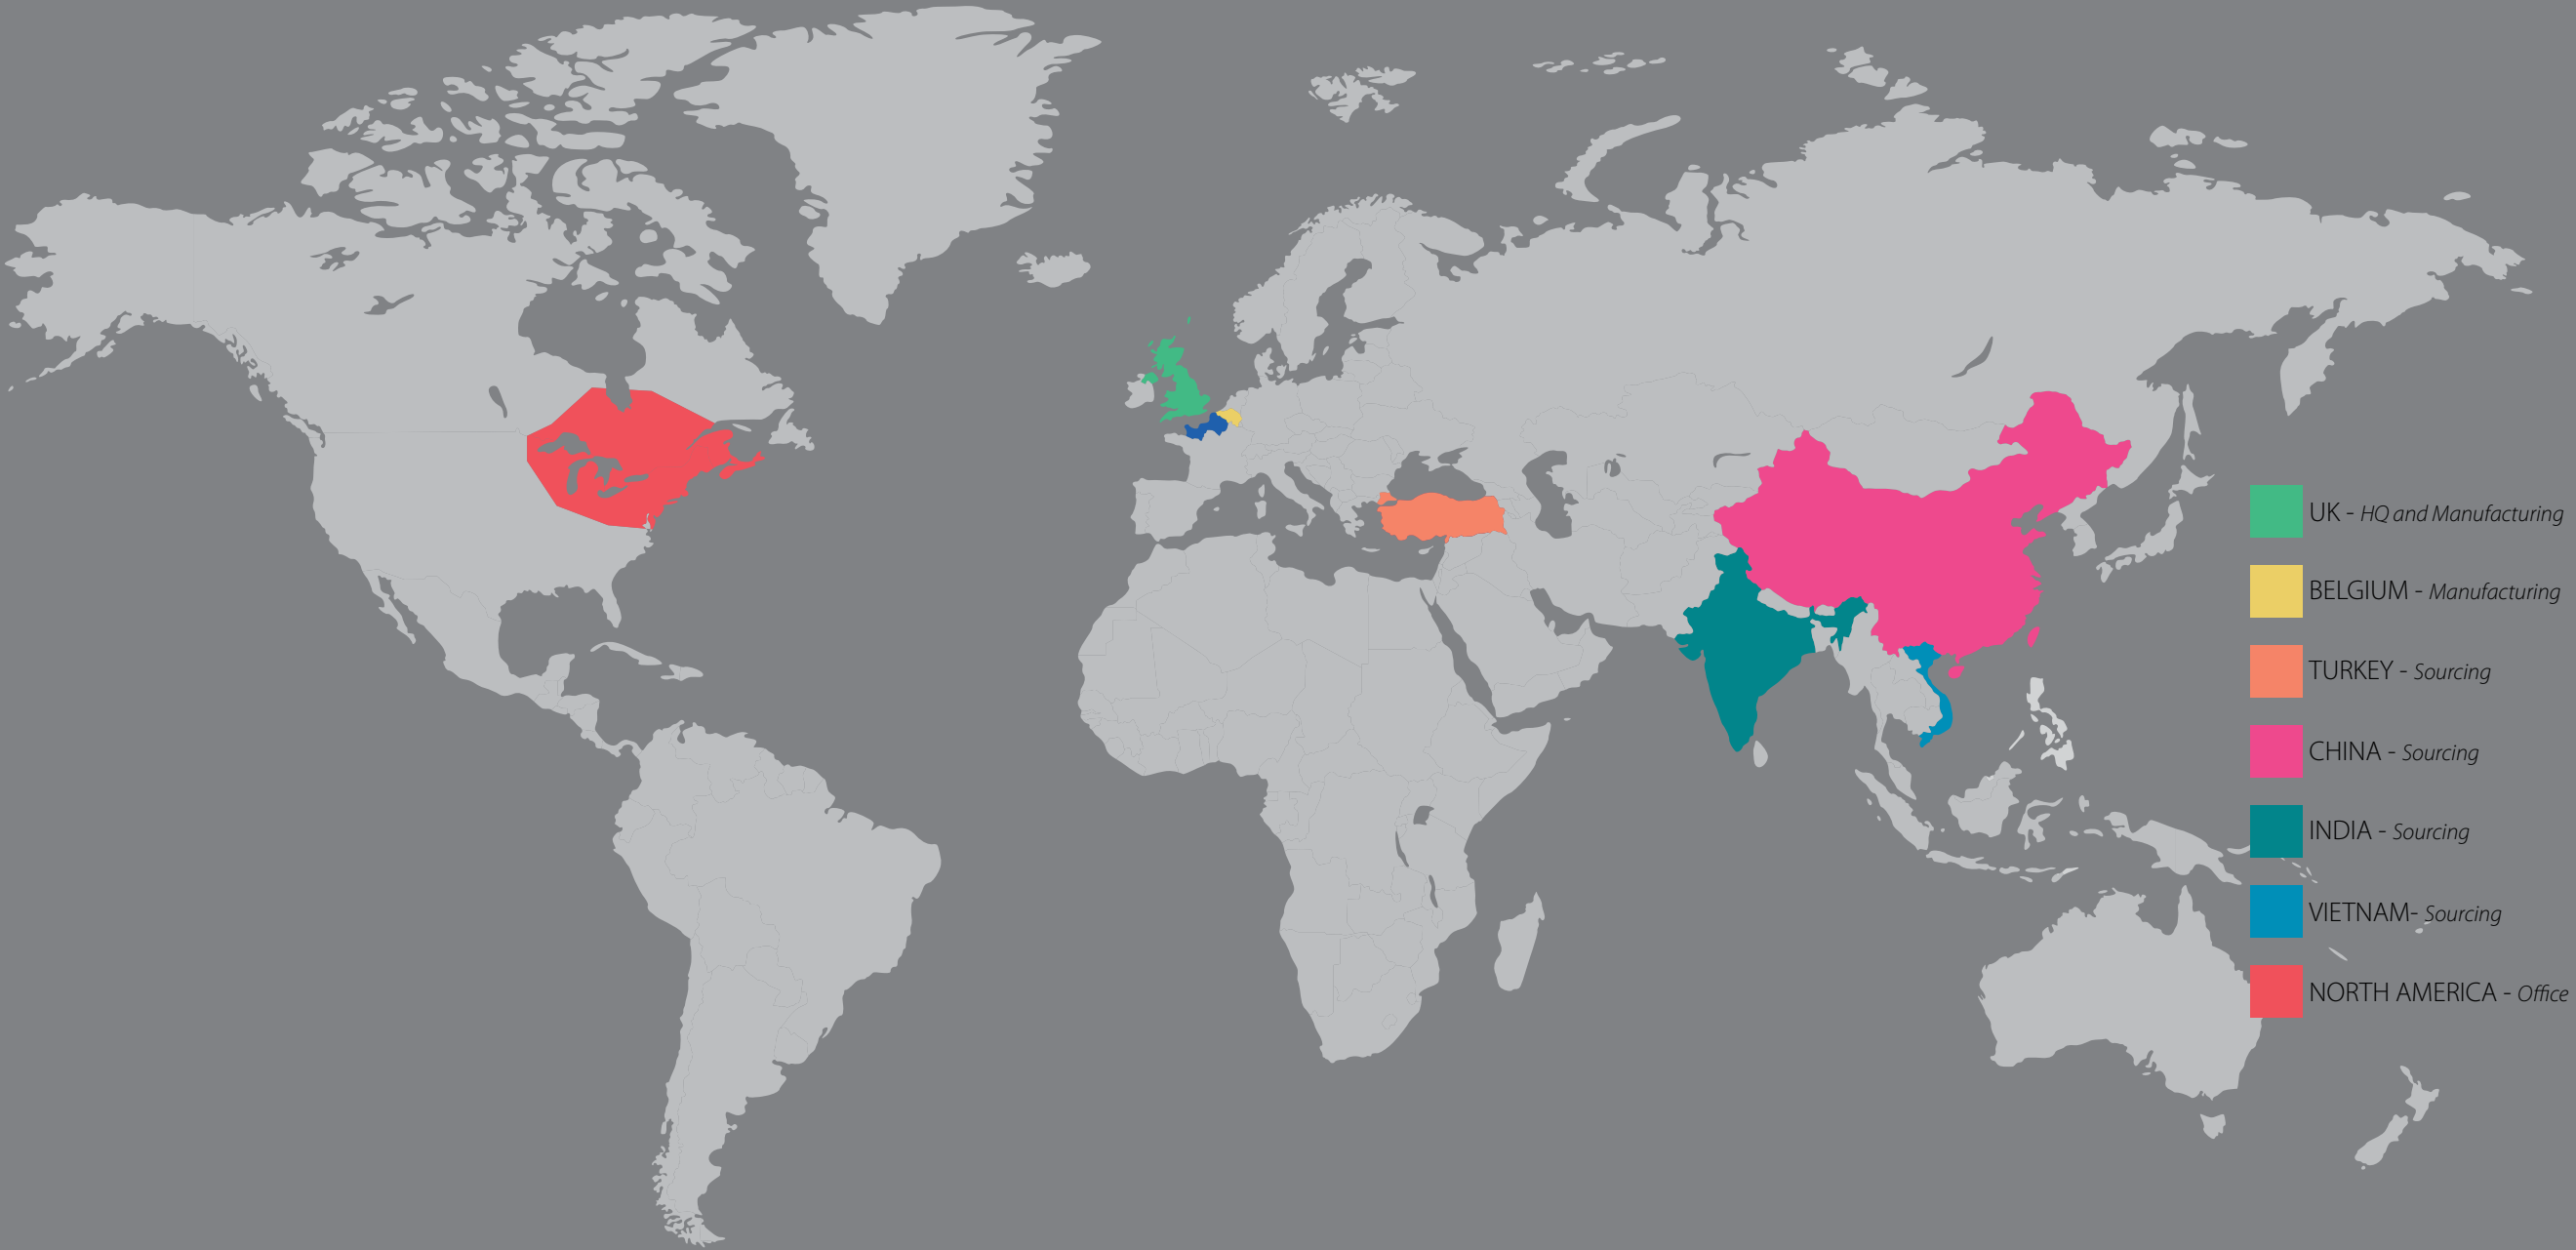 UK - HQ and Manufacturing
BELGIUM - Manufacturing
TURKEY - Sourcing
CHINA - Sourcing
INDIA - Sourcing
VIETNAM- Sourcing
NORTH AMERICA - Office